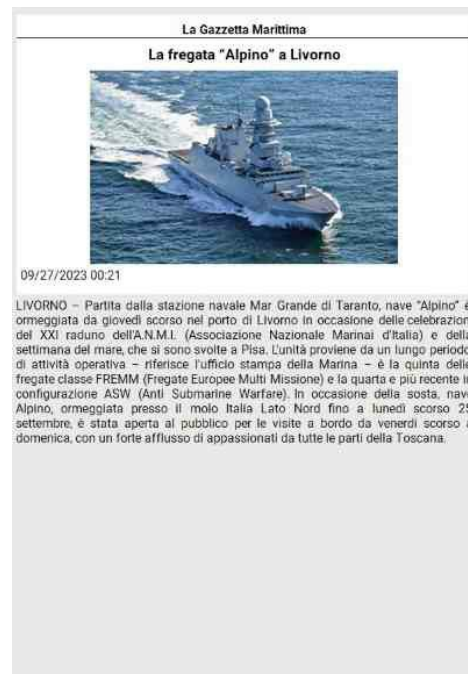 La Gazzetta Marittima
La fregata "Alpino" a Livorno
09/27/2023 00:21
LIVORNO – Partita dalla stazione navale Mar Grande di Taranto, nave "Alpino" è
ormeggiata da giovedì scorso nel porto di Livorno in occasione delle celebrazion
del XXI raduno dell'A.N.M.I. (Associazione Nazionale Marinai d'Italia) e della
settimana del mare, che si sono svolte a Pisa. L'unità proviene da un lungo periodo
di attività operativa – riferisce l'ufficio stampa della Marina – è la quinta delle
fregate classe FREMM (Fregate Europee Multi Missione) e la quarta e più recente in
configurazione ASW (Anti Submarine Warfare). In occasione della sosta, nave
Alpino, ormeggiata presso il molo Italia Lato Nord fino a lunedì scorso 25
settembre, è stata aperta al pubblico per le visite a bordo da venerdì scorso a
domenica, con un forte afflusso di appassionati da tutte le parti della Toscana.